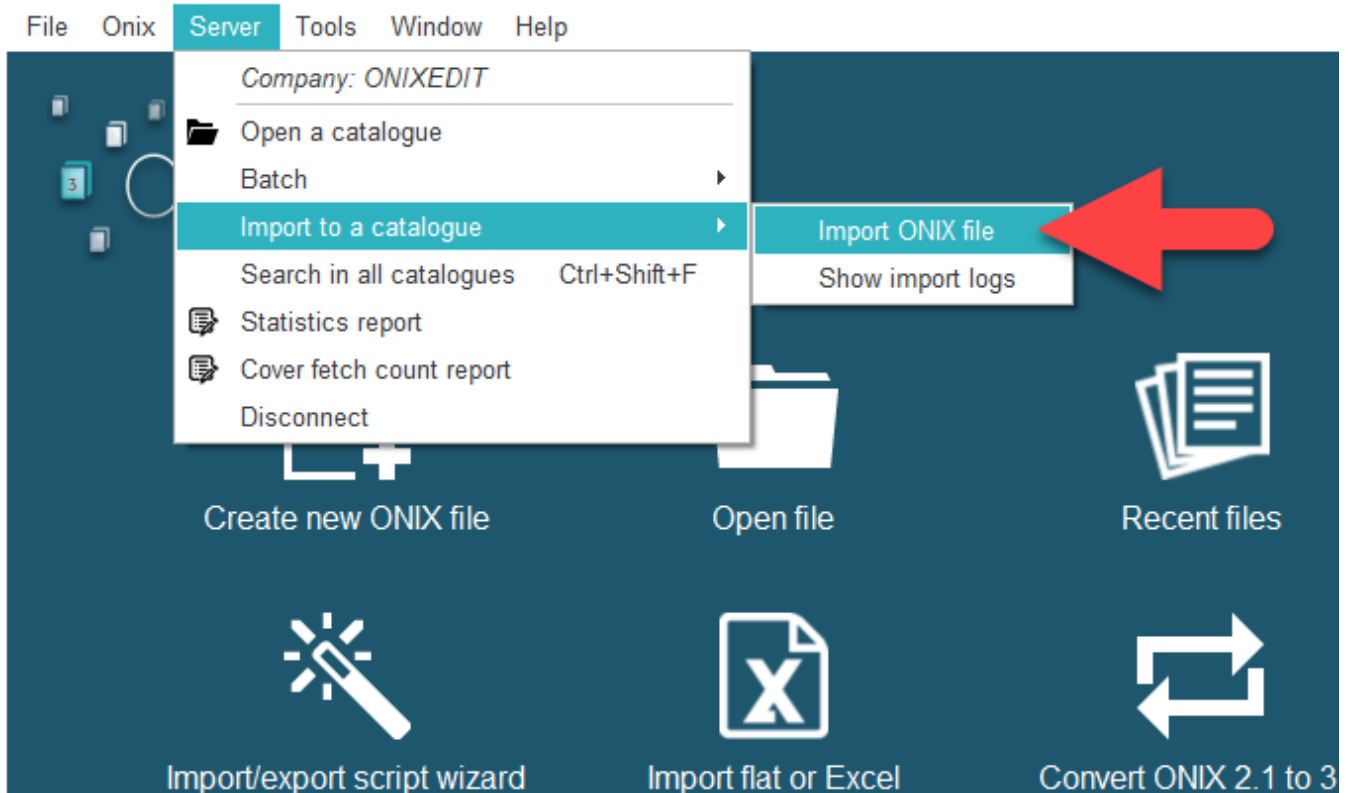 File Onix Server Tools Window Help
Company: ONIXEDIT
Open a catalogue
Batch
Import to a catalogue
Import ONIX file
Search in all catalogues Ctrl+Shift+F
Show import logs
Statistics report
Cover fetch count report
Disconnect
3
Create new ONIX file
Open file
Recent files
X
Import/export script wizard
Import flat or Excel
Convert ONIX 2.1 to 3